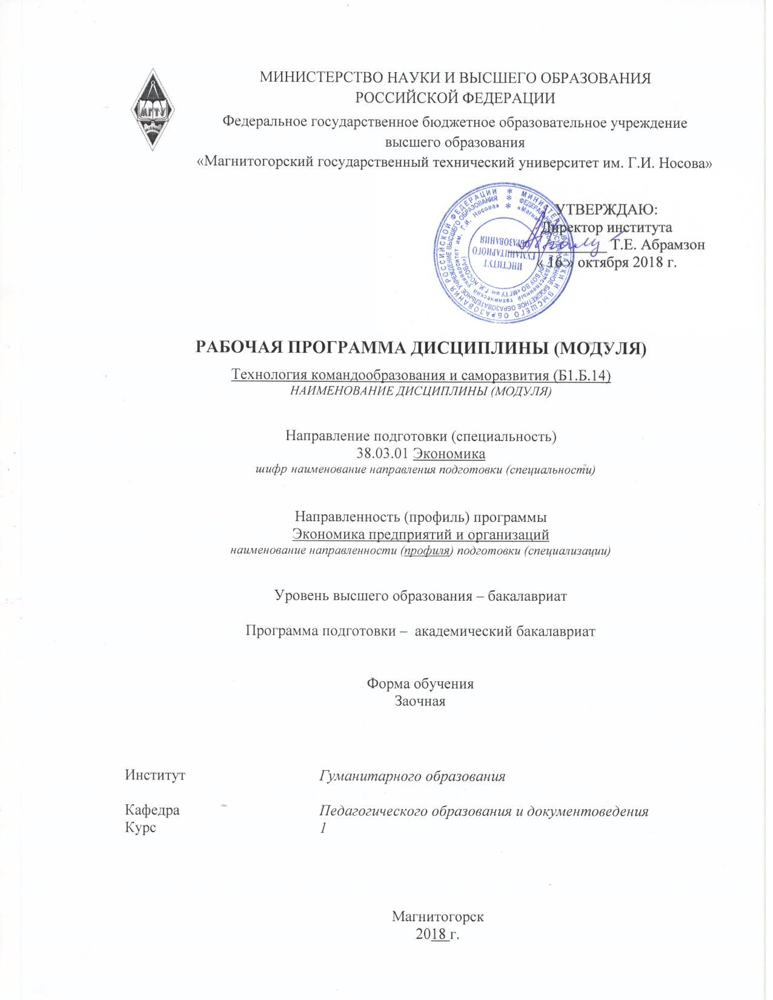 МИНИСТЕРСТВО НАУКИ И ВЫСШЕГО ОБРАЗОВАНИЯ
РОССИЙСКОЙ ФЕДЕРАЦИИ
Федеральное государственное бюджетное образовательное учреждение
высшего образования
«Магнитогорский государственный технический университет им. Г.И. Носова»
МГТУ
УТВЕРЖДАЮ:
Директор института
Т.Е. Абрамзон
« 16 » октября 2018 г.
ИНСТИТУТ
ГУМАНИТАРНОГО
ОБРАЗОВАНИЯ
РАБОЧАЯ ПРОГРАММА ДИСЦИПЛИНЫ (МОДУЛЯ)
Технология командообразования и саморазвития (Б1.Б.14)
НАИМЕНОВАНИЕ ДИСЦИПЛИНЫ (МОДУЛЯ)
Направление подготовки (специальность)
38.03.01 Экономика
шифр наименование направления подготовки (специальности)
Направленность (профиль) программы
Экономика предприятий и организаций
наименование направленности (профиля) подготовки (специализации)
Уровень высшего образования – бакалавриат
Программа подготовки – академический бакалавриат
Форма обучения
Заочная
Институт Гуманитарного образования
Кафедра Педагогического образования и документоведения
Курс 1
Магнитогорск
2018 г.